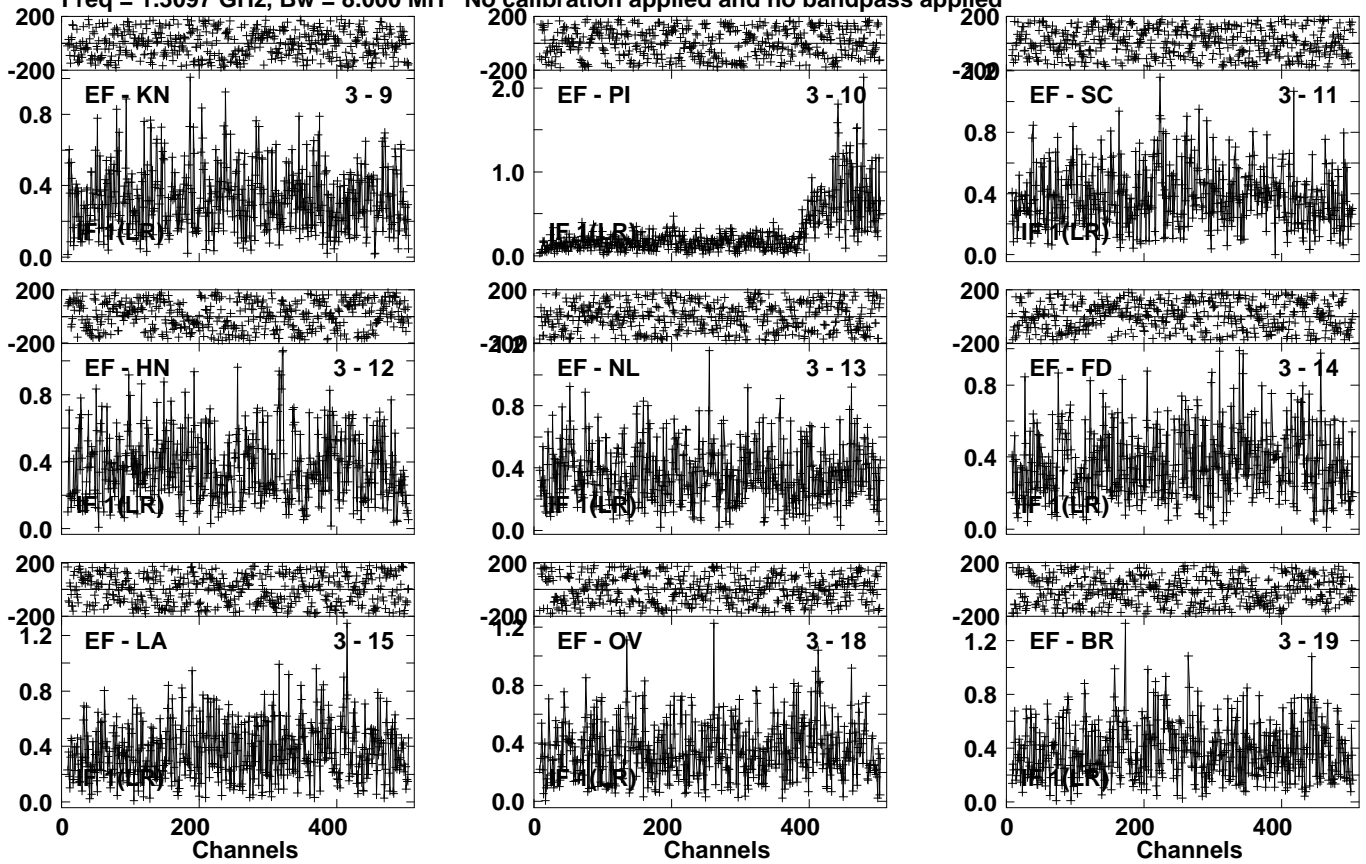 Freq = 1.5097 GHz, Bw = 8.000 MH No calibration applied and no bandpass applied
200 200 200
-200 -200 -200 1.2
EF - KN 3 - 9 EF - PI 3 - 10 EF - SC 3 - 11
0.8 2.0 0.8
0.4 1.0 0.4
IF 1(LR) IF 1(LR) IF 1(LR)
0.0 0.0 0.0
200 200 200
-200 -200 1.2 -200
EF - HN 3 - 12 EF - NL 3 - 13 EF - FD 3 - 14
0.8 0.8 0.8
0.4 0.4 0.4
IF 1(LR) IF 1(LR) IF 1(LR)
0.0 0.0 0.0
200 200 200
-200 -200 -200
1.2 1.2 1.2
EF - LA 3 - 15 EF - OV 3 - 18 EF - BR 3 - 19
0.8 0.8 0.8
0.4 0.4 0.4
IF 1(LR) IF 1(LR) IF 1(LR)
0.0 0.0 0.0
0 200 400 0 200 400 0 200 400
Channels Channels Channels